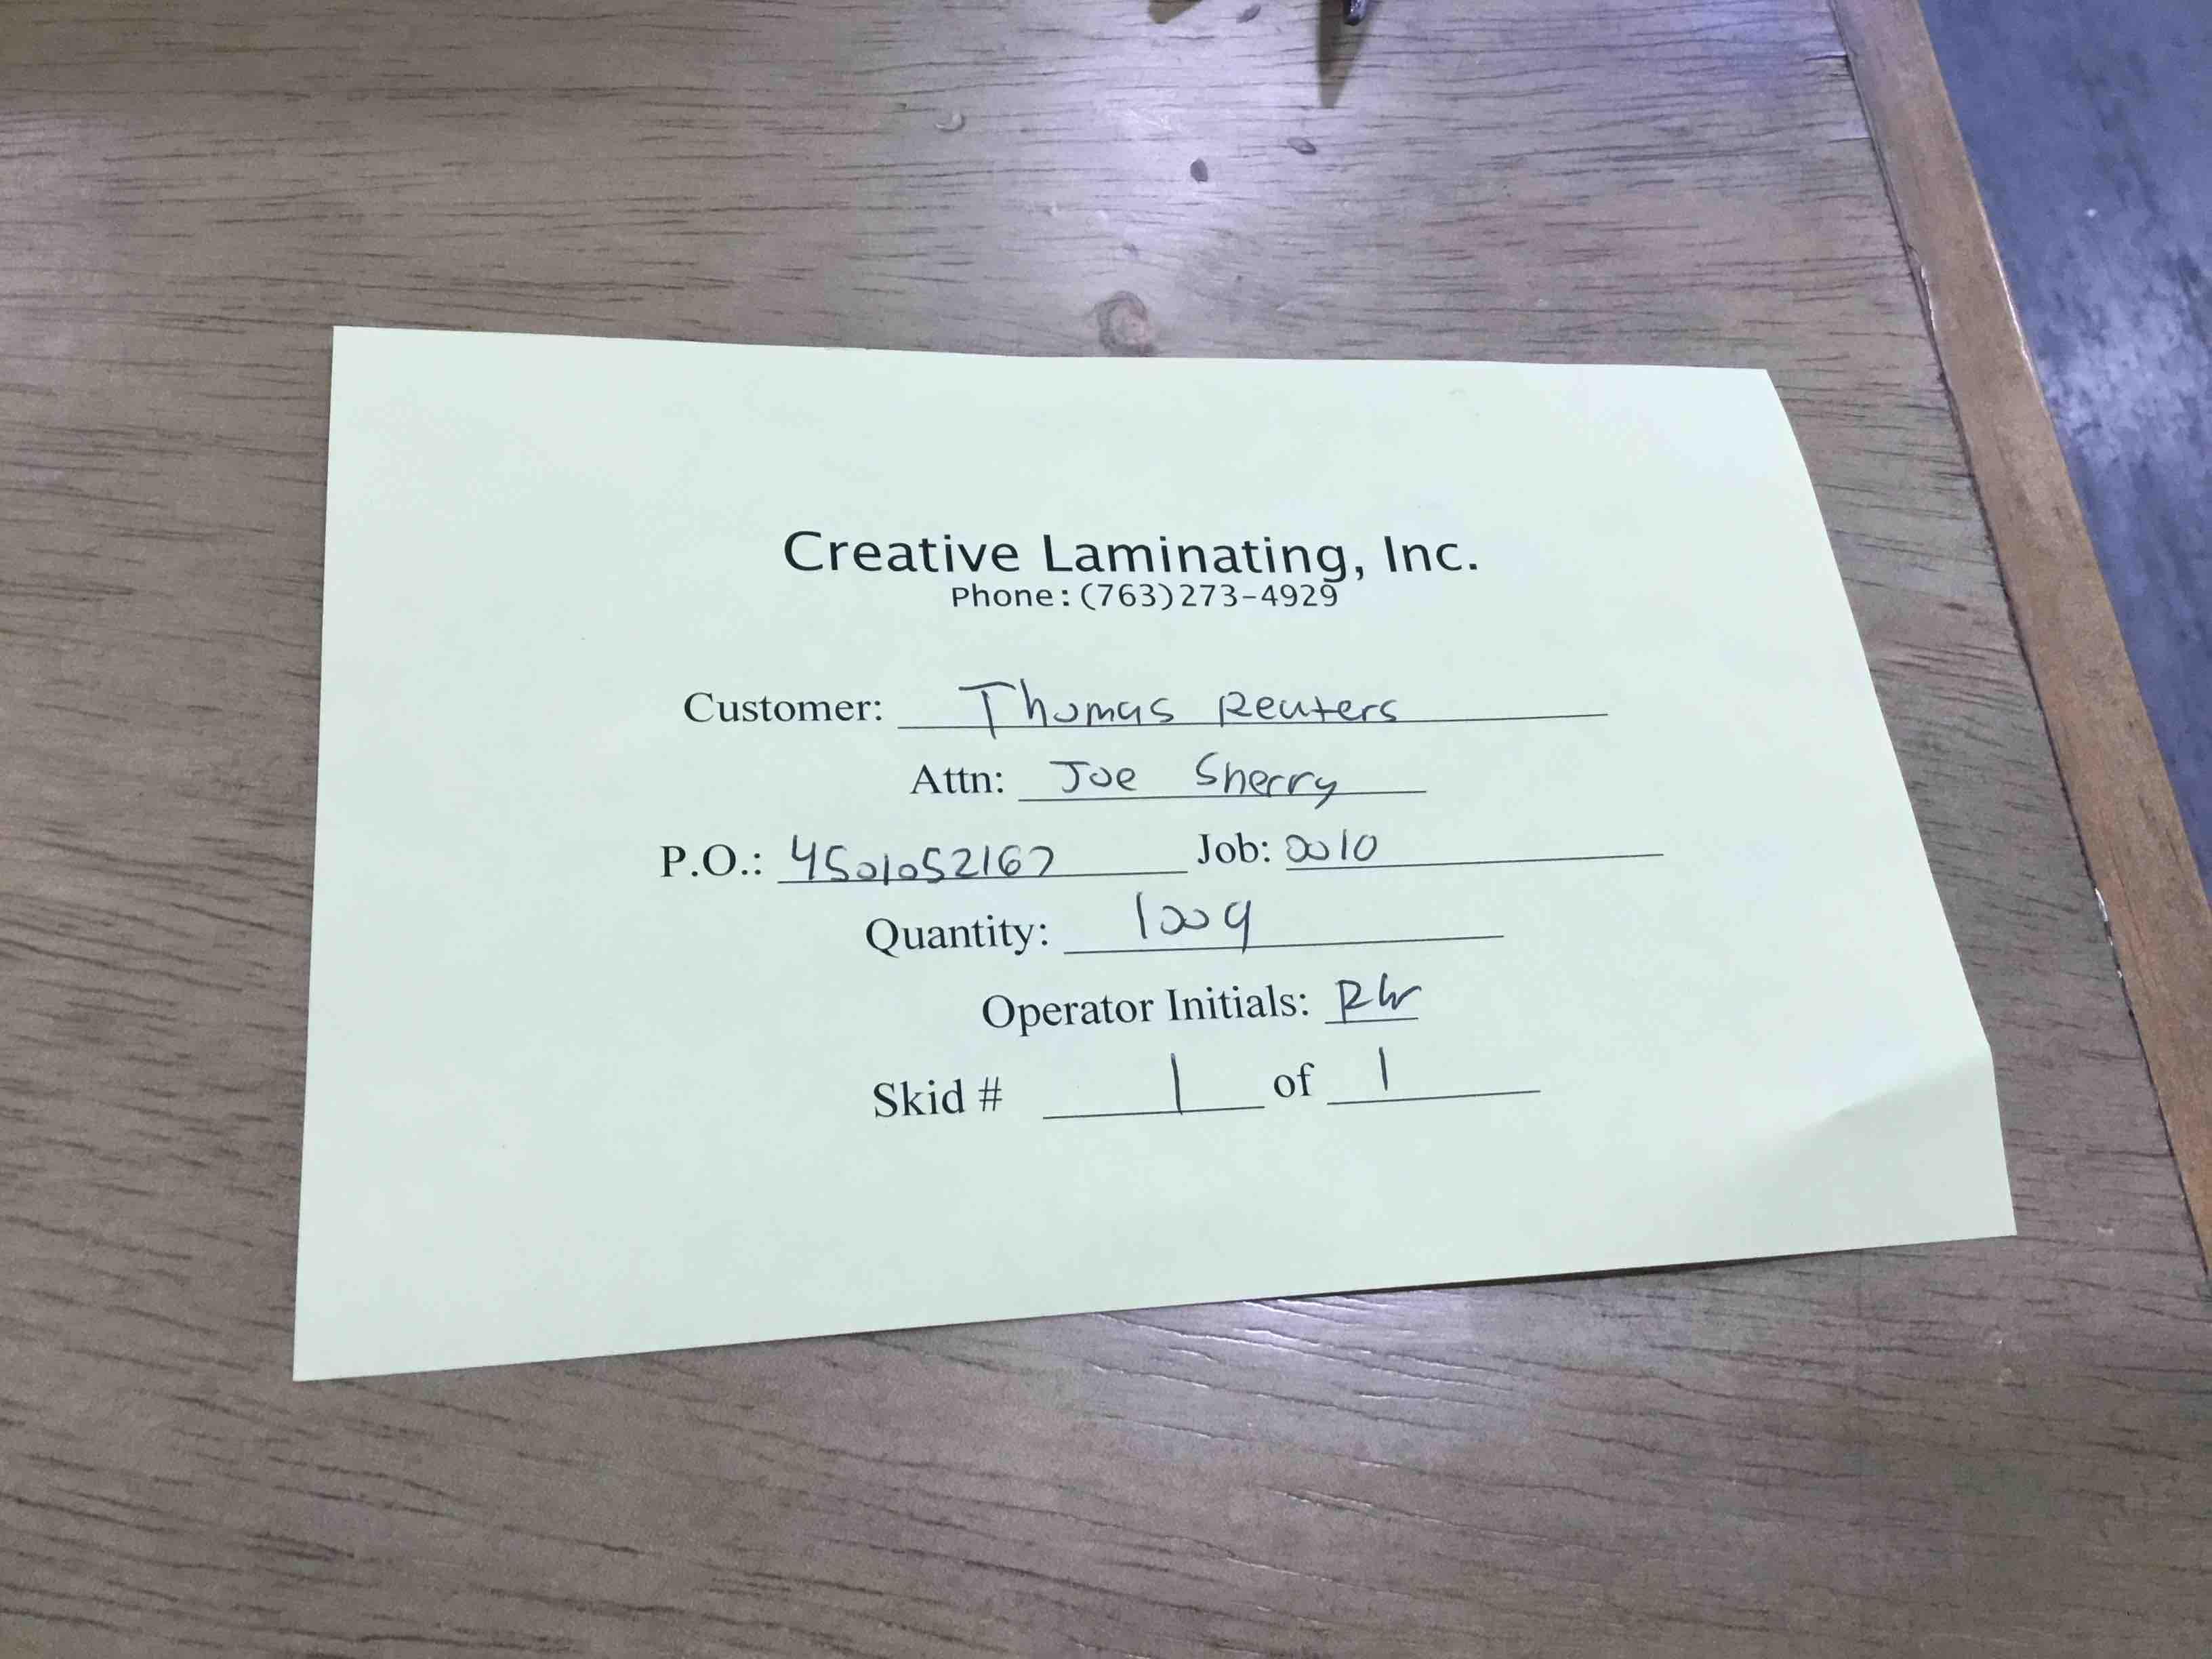 Creative Laminating, Inc.
Phone: (763)273-4929
Customer: Thomas Reuters
Attn: Joe Sherry
P.O.: 4501052167 Job: 0010
Quantity: 1009
Operator Initials: RW
Skid # 1 of 1